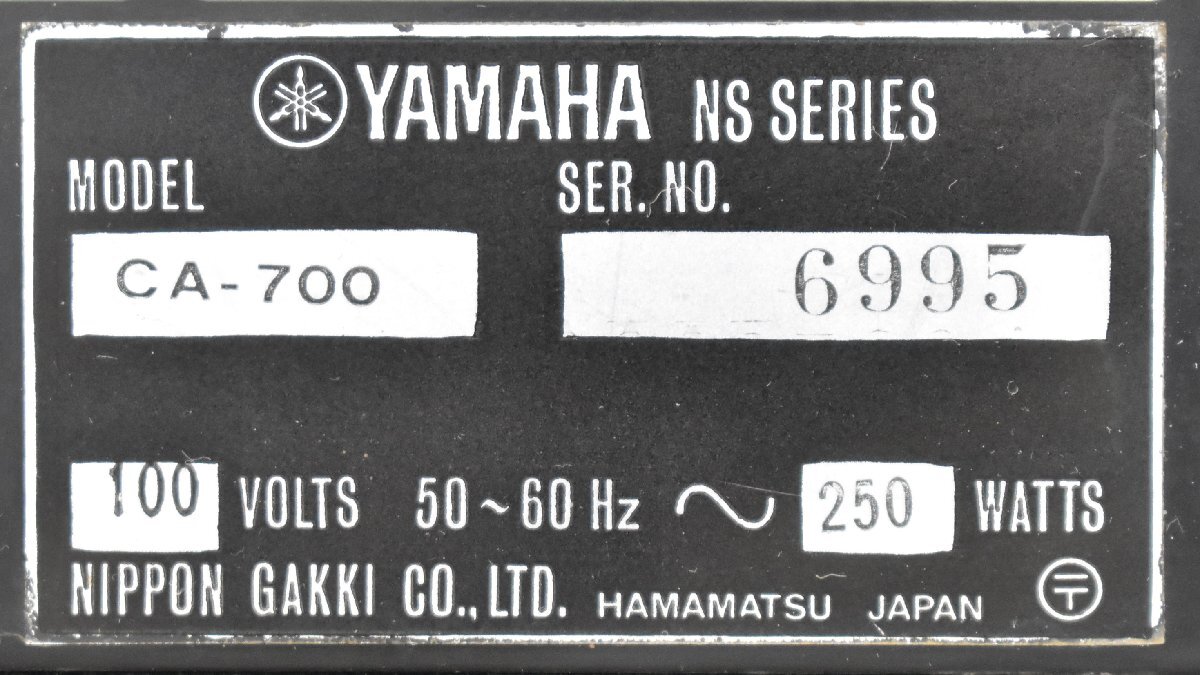 YAMAHA NS SERIES
MODEL SER. NO.
CA-700 6995
100 VOLTS 50~60 Hz ~ 250 WATTS
NIPPON GAKKI CO., LTD. HAMAMATSU JAPAN 〶